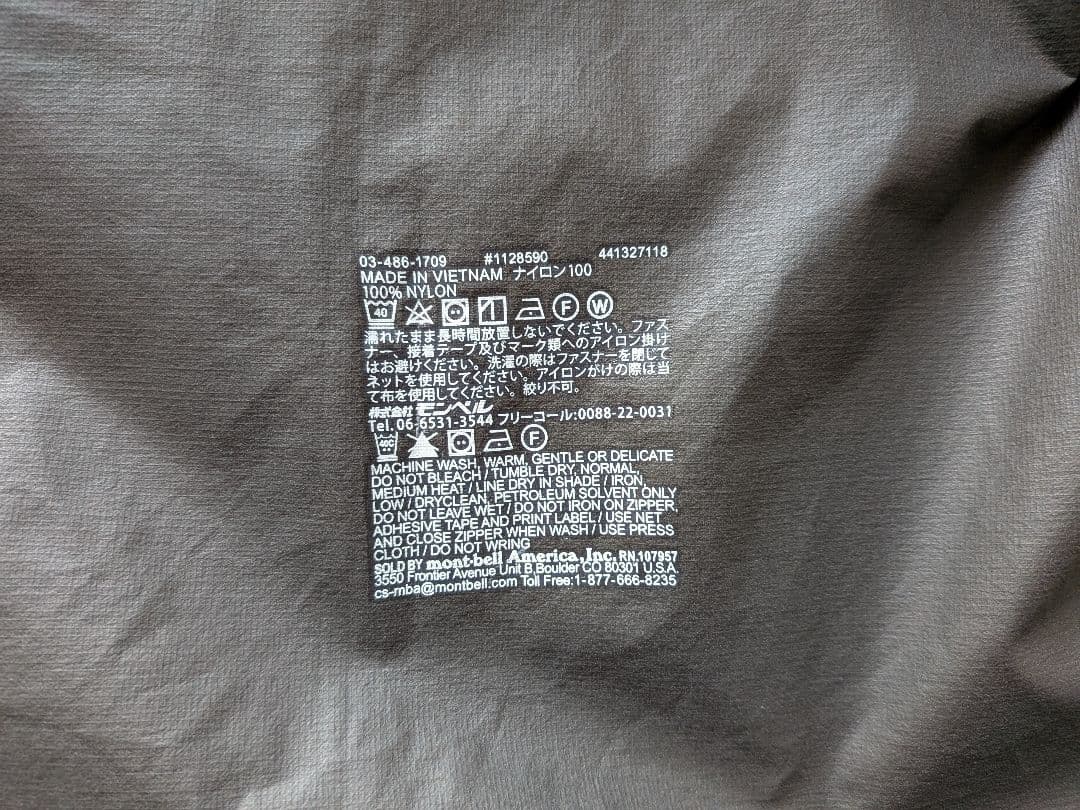 03-486-1709 #1128590 441327118
MADE IN VIETNAM ナイロン100
100% NYLON
40 F W
濡れたまま長時間放置しないでください。ファス
ナー、接着テープ及びマーク類へのアイロン掛け
はお避けください。洗濯の際はファスナーを閉じて
ネットを使用してください。アイロンがけの際は当
て布を使用してください。絞り不可。
株式会社モンベル
Tel. 06-6531-3544 フリーコール:0088-22-0031
40C F
MACHINE WASH, WARM, GENTLE OR DELICATE
DO NOT BLEACH / TUMBLE DRY, NORMAL,
MEDIUM HEAT / LINE DRY IN SHADE / IRON,
LOW / DRYCLEAN, PETROLEUM SOLVENT ONLY
DO NOT LEAVE WET / DO NOT IRON ON ZIPPER,
ADHESIVE TAPE AND PRINT LABEL / USE NET
AND CLOSE ZIPPER WHEN WASH / USE PRESS
CLOTH / DO NOT WRING
SOLD BY mont-bell America, Inc. RN.107957
3550 Frontier Avenue Unit B,Boulder CO 80301 U.S.A.
cs-mba@montbell.com Toll Free:1-877-666-8235